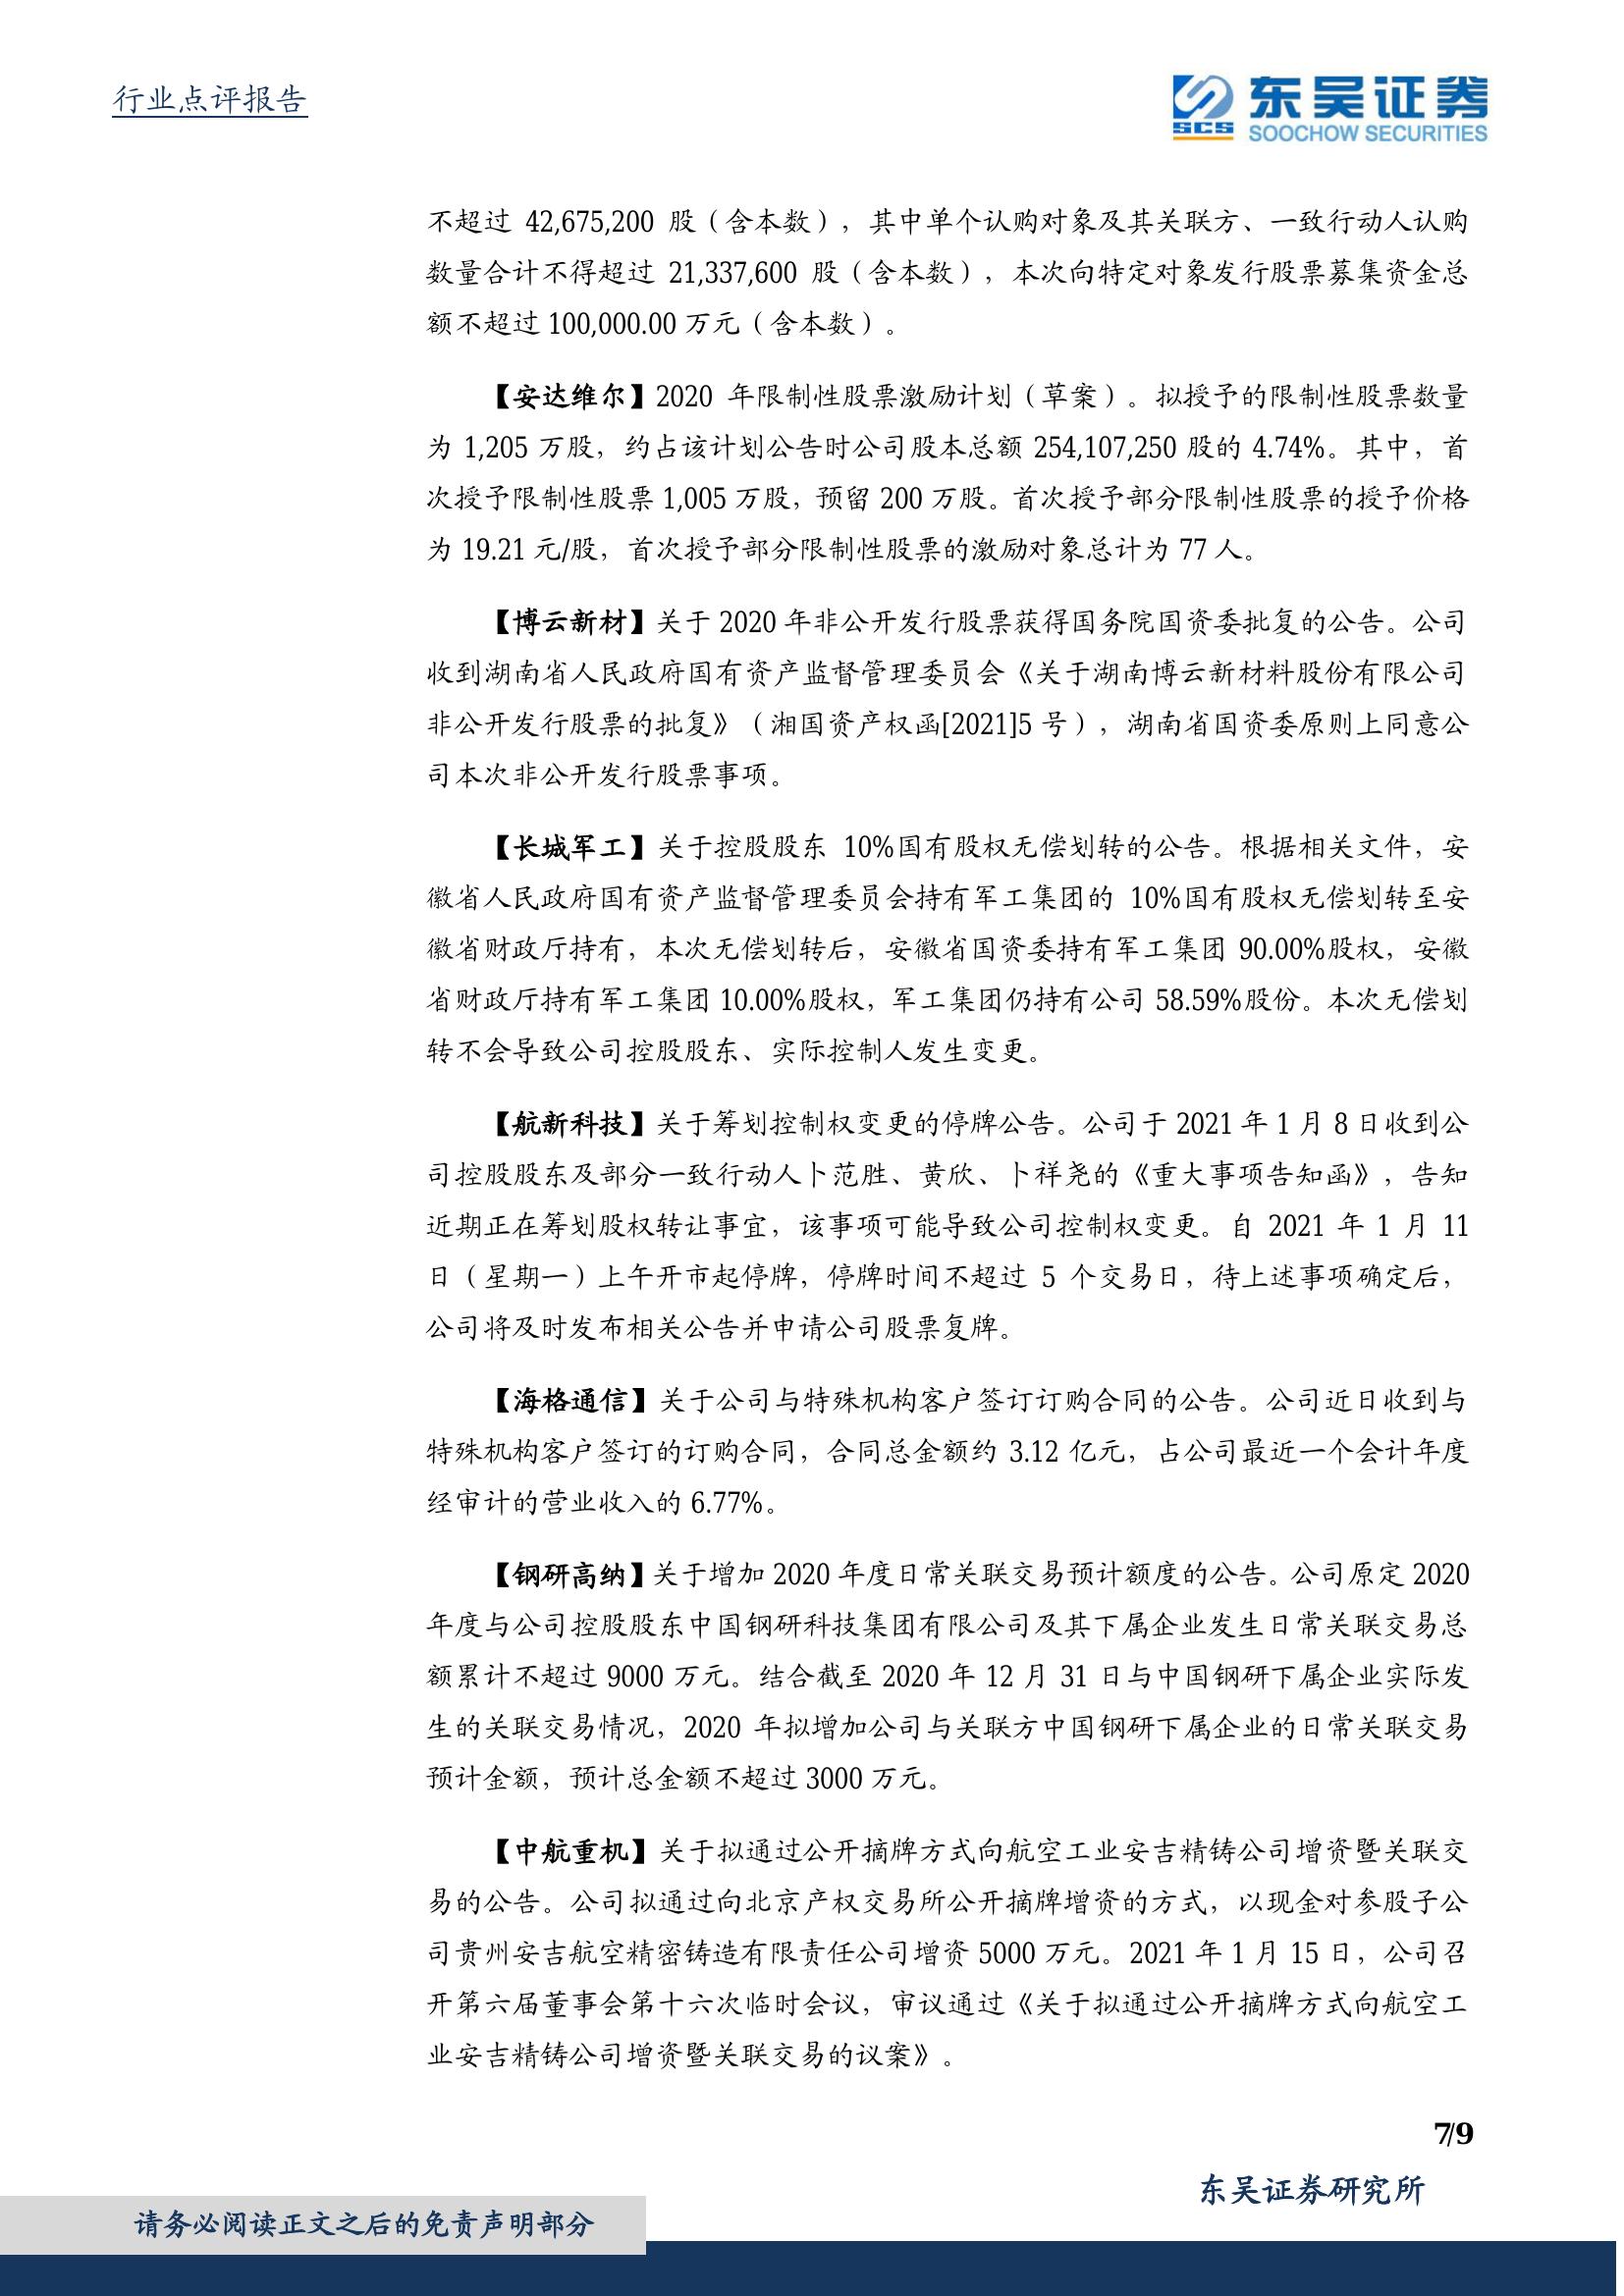 行业点评报告
东吴证券
SCS
SOOCHOW SECURITIES
不超过 42,675,200 股（含本数），其中单个认购对象及其关联方、一致行动人认购
数量合计不得超过 21,337,600 股（含本数），本次向特定对象发行股票募集资金总
额不超过 100,000.00 万元（含本数）。
【安达维尔】2020 年限制性股票激励计划（草案）。拟授予的限制性股票数量
为 1,205 万股，约占该计划公告时公司股本总额 254,107,250 股的 4.74%。其中，首
次授予限制性股票 1,005 万股，预留 200 万股。首次授予部分限制性股票的授予价格
为 19.21 元/股，首次授予部分限制性股票的激励对象总计为 77 人。
【博云新材】关于 2020 年非公开发行股票获得国务院国资委批复的公告。公司
收到湖南省人民政府国有资产监督管理委员会《关于湖南博云新材料股份有限公司
非公开发行股票的批复》（湘国资产权函[2021]5 号），湖南省国资委原则上同意公
司本次非公开发行股票事项。
【长城军工】关于控股股东 10%国有股权无偿划转的公告。根据相关文件，安
徽省人民政府国有资产监督管理委员会持有军工集团的 10%国有股权无偿划转至安
徽省财政厅持有，本次无偿划转后，安徽省国资委持有军工集团 90.00%股权，安徽
省财政厅持有军工集团 10.00%股权，军工集团仍持有公司 58.59%股份。本次无偿划
转不会导致公司控股股东、实际控制人发生变更。
【航新科技】关于筹划控制权变更的停牌公告。公司于 2021 年 1 月 8 日收到公
司控股股东及部分一致行动人卜范胜、黄欣、卜祥尧的《重大事项告知函》，告知
近期正在筹划股权转让事宜，该事项可能导致公司控制权变更。自 2021 年 1 月 11
日（星期一）上午开市起停牌，停牌时间不超过 5 个交易日，待上述事项确定后，
公司将及时发布相关公告并申请公司股票复牌。
【海格通信】关于公司与特殊机构客户签订订购合同的公告。公司近日收到与
特殊机构客户签订的订购合同，合同总金额约 3.12 亿元，占公司最近一个会计年度
经审计的营业收入的 6.77%。
【钢研高纳】关于增加 2020 年度日常关联交易预计额度的公告。公司原定 2020
年度与公司控股股东中国钢研科技集团有限公司及其下属企业发生日常关联交易总
额累计不超过 9000 万元。结合截至 2020 年 12 月 31 日与中国钢研下属企业实际发
生的关联交易情况，2020 年拟增加公司与关联方中国钢研下属企业的日常关联交易
预计金额，预计总金额不超过 3000 万元。
【中航重机】关于拟通过公开摘牌方式向航空工业安吉精铸公司增资暨关联交
易的公告。公司拟通过向北京产权交易所公开摘牌增资的方式，以现金对参股子公
司贵州安吉航空精密铸造有限责任公司增资 5000 万元。2021 年 1 月 15 日，公司召
开第六届董事会第十六次临时会议，审议通过《关于拟通过公开摘牌方式向航空工
业安吉精铸公司增资暨关联交易的议案》。
7/9
东吴证券研究所
请务必阅读正文之后的免责声明部分